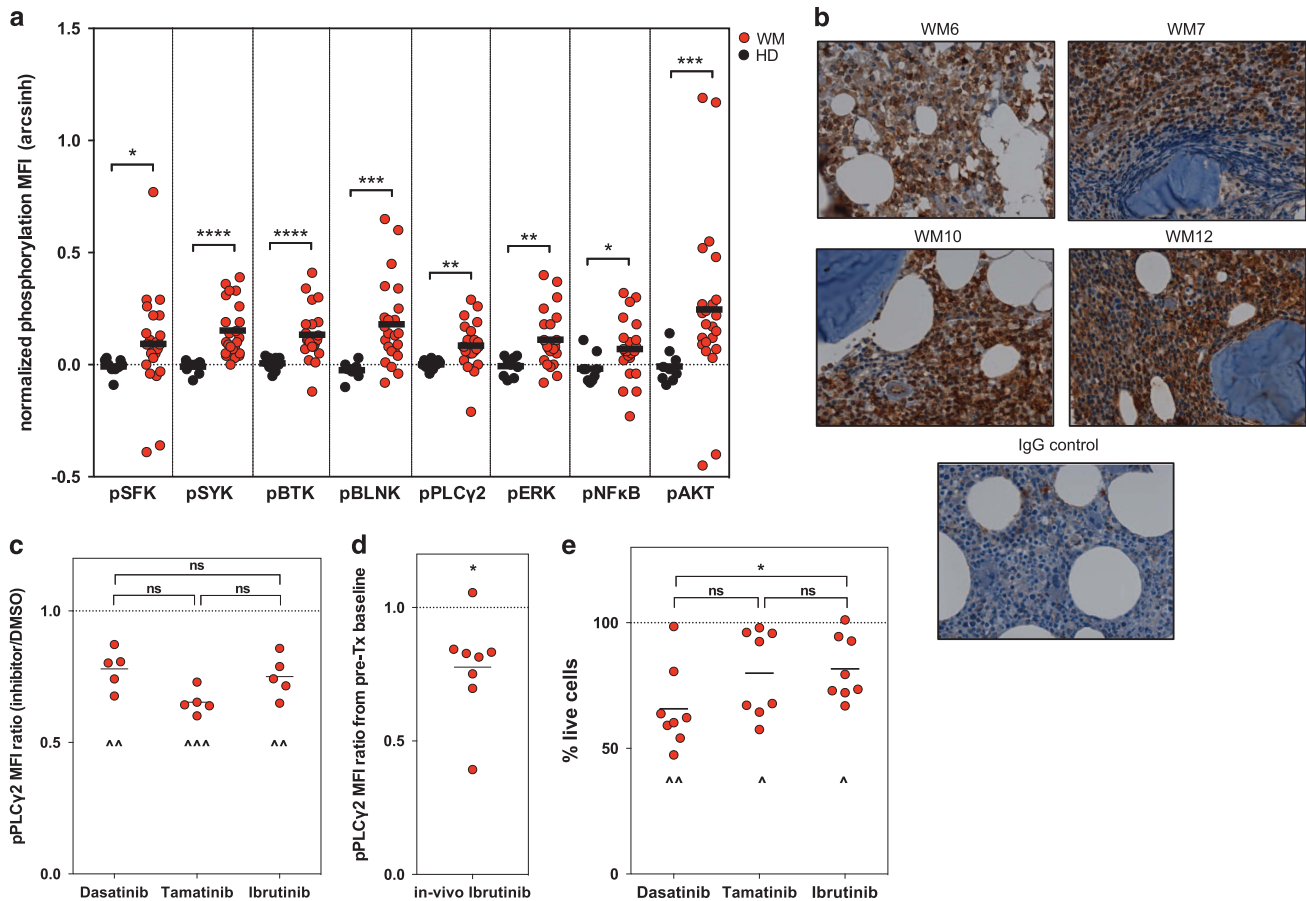 a
normalized phosphorylation MFI (arcsinh)
1.5
1.0
0.5
0.0
-0.5
* **** **** *** ** ** * ***
WM
HD
pSFK pSYK pBTK pBLNK pPLCγ2 pERK pNFκB pAKT
b
WM6 WM7
WM10 WM12
IgG control
c
pPLCγ2 MFI ratio (inhibitor/DMSO)
1.0
0.5
0.0
ns
ns ns
^^ ^^^ ^^
Dasatinib Tamatinib Ibrutinib
d
pPLCγ2 MFI ratio from pre-Tx baseline
1.0
0.5
0.0
*
in-vivo Ibrutinib
e
% live cells
100
50
0
*
ns ns
^^ ^ ^
Dasatinib Tamatinib Ibrutinib